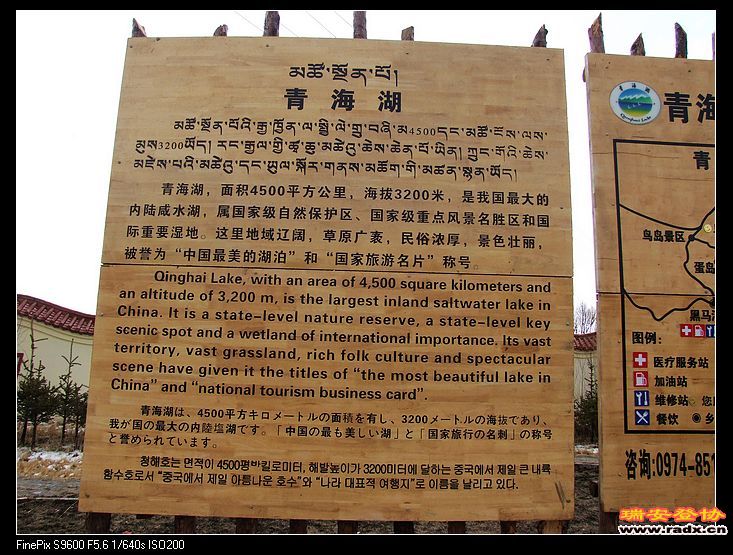 མཚོ་སྔོན་པོ།
青海湖
青海湖，面积4500平方公里，海拔3200米，是我国最大的
内陆咸水湖，属国家级自然保护区、国家级重点风景名胜区和国
际重要湿地。这里地域辽阔，草原广袤，民俗浓厚，景色壮丽，
被誉为“中国最美的湖泊”和“国家旅游名片”称号。
Qinghai Lake, with an area of 4,500 square kilometers and
an altitude of 3,200 m, is the largest inland saltwater lake in
China. It is a state-level nature reserve, a state-level key
scenic spot and a wetland of international importance. Its vast
territory, vast grassland, rich folk culture and spectacular
scene have given it the titles of “the most beautiful lake in
China” and “national tourism business card”.
青海湖は、4500平方キロメートルの面積を有し、3200メートルの海抜であり、
我が国の最大の内陸塩湖です。「中国の最も美しい湖」と「国家旅行の名刺」の称号
と誉められています。
청해호는 면적이 4500평바킬로미터, 해발높이가 3200미터에 달하는 중국에서 제일 큰 내륙
함수호로서 “중국에서 제일 아름다운 호수”와 “나라 대표적 여행지”로 이름을 날리고 있다.
青海
Qinghai Lake
青
鸟岛景区
蛋岛
黑马
图例:
医疗服务站
加油站
维修站
餐饮
咨询:0974-851
瑞安登协
www.radx.cn
FinePix S9600 F5.6 1/640s ISO200